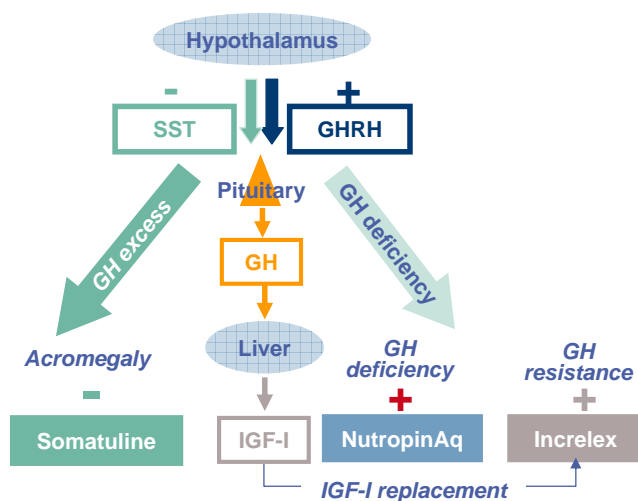 Hypothalamus
-
+
SST
GHRH
Pituitary
GH excess
GH deficiency
GH
Liver
Acromegaly
GH
deficiency
GH
resistance
-
+
+
Somatuline
IGF-I
NutropinAq
Increlex
IGF-I replacement